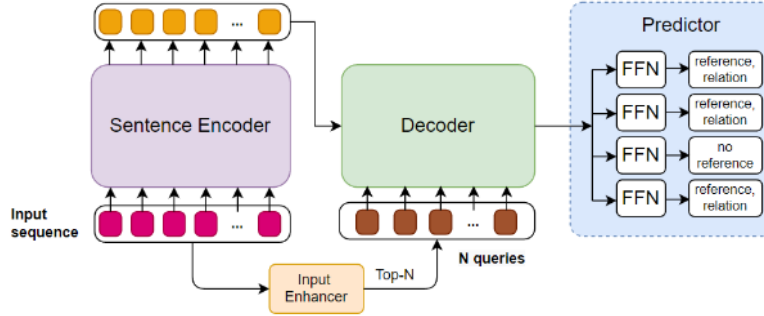 ...
Predictor
Sentence Encoder
Decoder
FFN
reference,
relation
FFN
reference,
relation
FFN
no
reference
FFN
reference,
relation
Input
sequence
...
...
N queries
Input
Enhancer
Top-N